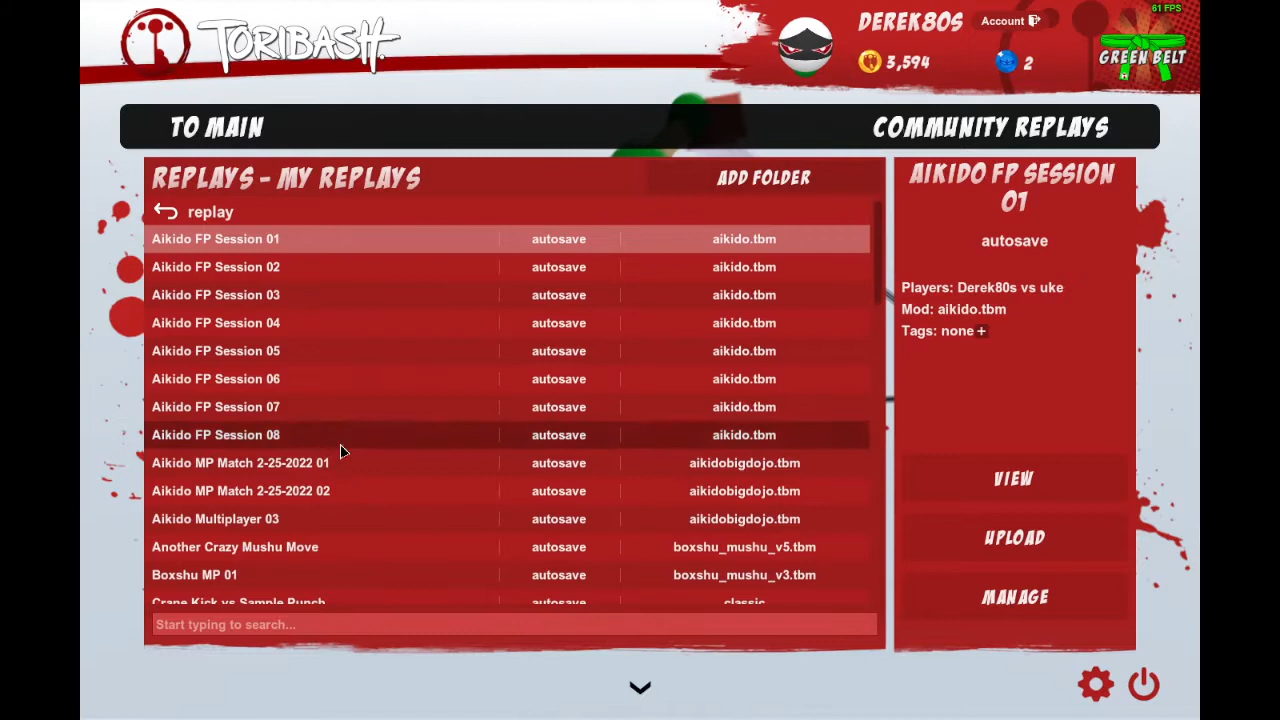 61 FPS
TORIBASH
DEREK80S
Account
3,594
2
GREEN BELT
TO MAIN
COMMUNITY REPLAYS
REPLAYS - MY REPLAYS
ADD FOLDER
replay
Aikido FP Session 01 autosave aikido.tbm
Aikido FP Session 02 autosave aikido.tbm
Aikido FP Session 03 autosave aikido.tbm
Aikido FP Session 04 autosave aikido.tbm
Aikido FP Session 05 autosave aikido.tbm
Aikido FP Session 06 autosave aikido.tbm
Aikido FP Session 07 autosave aikido.tbm
Aikido FP Session 08 autosave aikido.tbm
Aikido MP Match 2-25-2022 01 autosave aikidobigdojo.tbm
Aikido MP Match 2-25-2022 02 autosave aikidobigdojo.tbm
Aikido Multiplayer 03 autosave aikidobigdojo.tbm
Another Crazy Mushu Move autosave boxshu_mushu_v5.tbm
Boxshu MP 01 autosave boxshu_mushu_v3.tbm
Crane Kick vs Sample Punch autosave classic
Start typing to search...
AIKIDO FP SESSION
01
autosave
Players: Derek80s vs uke
Mod: aikido.tbm
Tags: none +
VIEW
UPLOAD
MANAGE